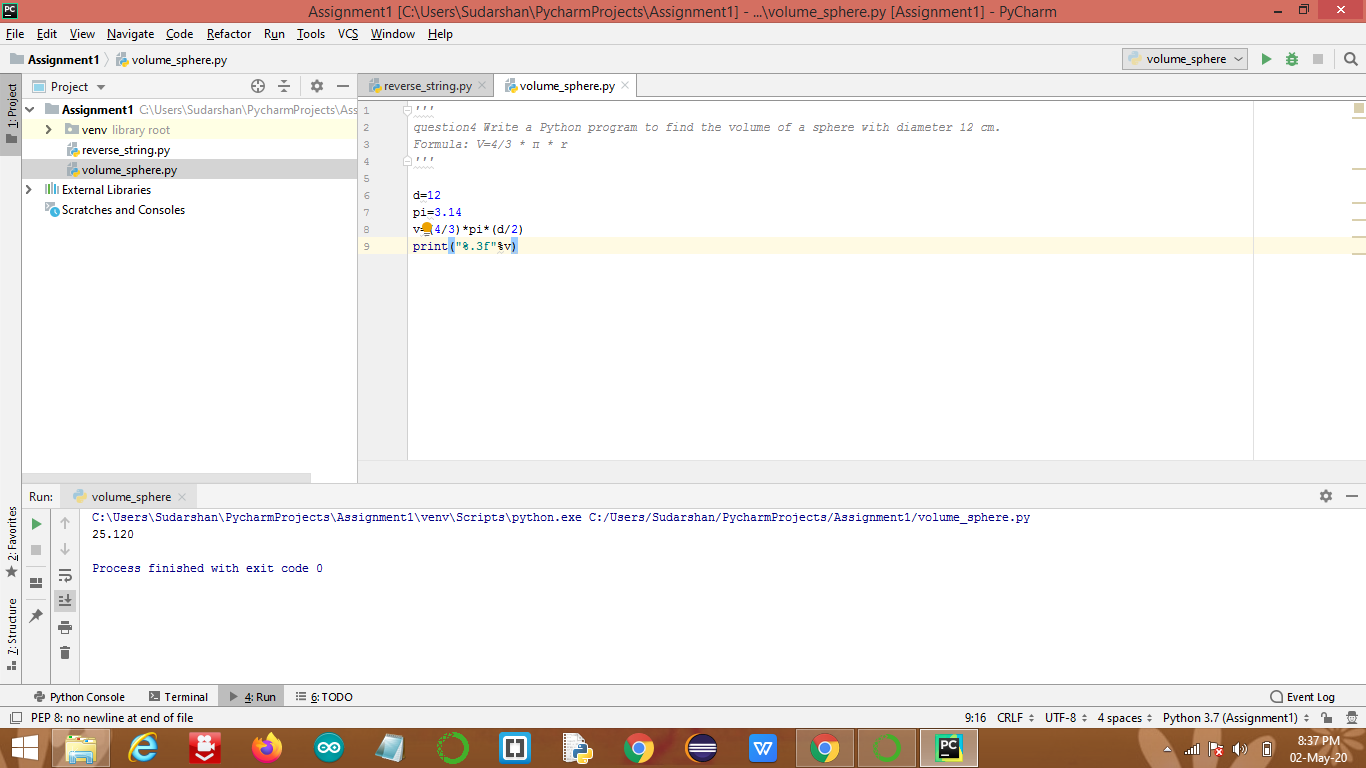 Assignment1 [C:\Users\Sudarshan\PycharmProjects\Assignment1] - ...\volume_sphere.py [Assignment1] - PyCharm
File Edit View Navigate Code Refactor Run Tools VCS Window Help
Assignment1 volume_sphere.py
volume_sphere
1: Project
Project
reverse_string.py volume_sphere.py
Assignment1 C:\Users\Sudarshan\PycharmProjects\Ass
venv library root
reverse_string.py
volume_sphere.py
External Libraries
Scratches and Consoles
1 '''
2 question4 Write a Python program to find the volume of a sphere with diameter 12 cm.
3 Formula: V=4/3 * π * r
4 '''
5
6 d=12
7 pi=3.14
8 v=(4/3)*pi*(d/2)
9 print("%.3f"%v)
Run: volume_sphere
C:\Users\Sudarshan\PycharmProjects\Assignment1\venv\Scripts\python.exe C:/Users/Sudarshan/PycharmProjects/Assignment1/volume_sphere.py
25.120
Process finished with exit code 0
2: Favorites
7: Structure
Python Console Terminal 4: Run 6: TODO Event Log
PEP 8: no newline at end of file 9:16 CRLF UTF-8 4 spaces Python 3.7 (Assignment1)
PC
8:37 PM
02-May-20